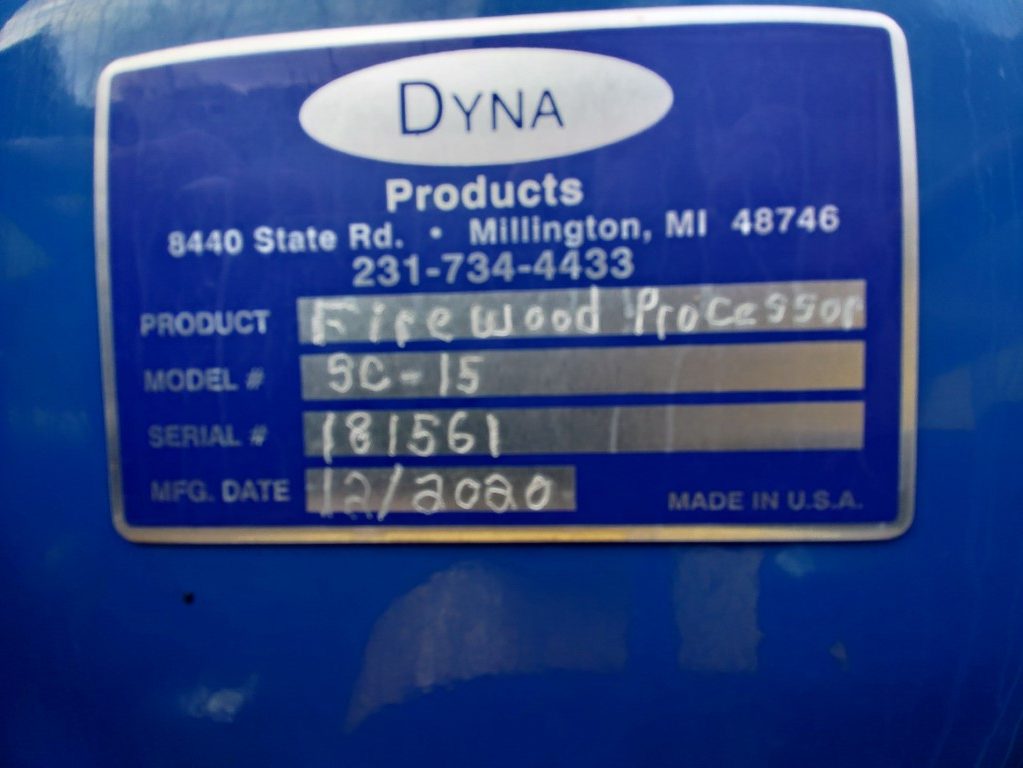 DYNA
Products
8440 State Rd. • Millington, MI 48746
231-734-4433
PRODUCT Firewood Processor
MODEL # SC-15
SERIAL # 181561
MFG. DATE 12/2020 MADE IN U.S.A.